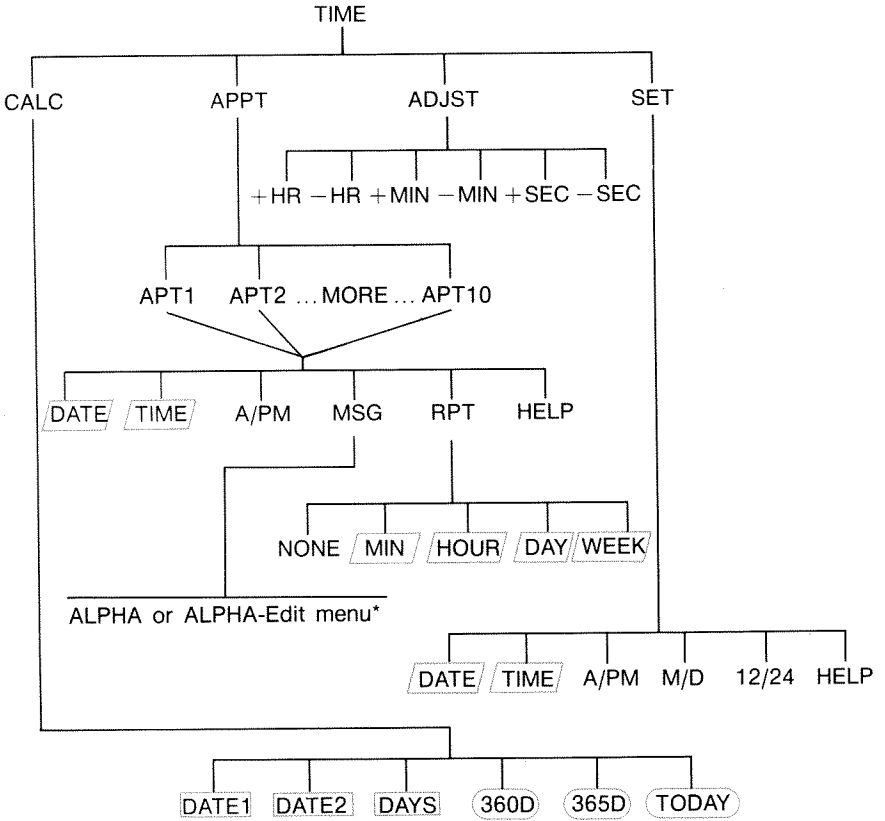 TIME
CALC APPT ADJST SET
+HR −HR +MIN −MIN +SEC −SEC
APT1 APT2 ... MORE ... APT10
DATE TIME A/PM MSG RPT HELP
NONE MIN HOUR DAY WEEK
ALPHA or ALPHA-Edit menu*
DATE TIME A/PM M/D 12/24 HELP
DATE1 DATE2 DAYS 360D 365D TODAY